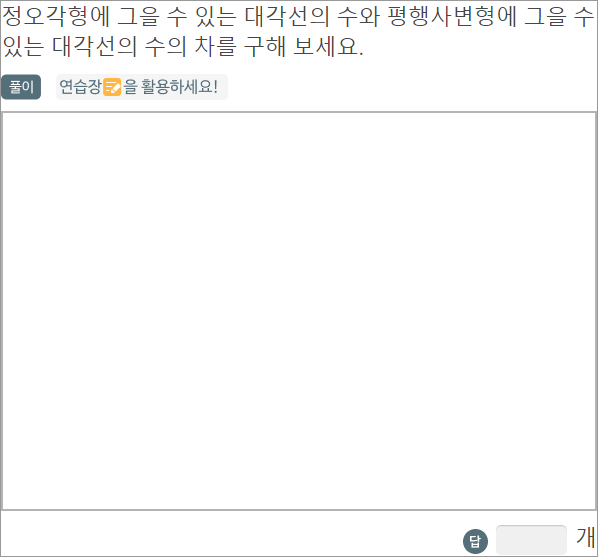 정오각형에 그을 수 있는 대각선의 수와 평행사변형에 그을 수
있는 대각선의 수의 차를 구해 보세요.
풀이 연습장을 활용하세요!
답 개